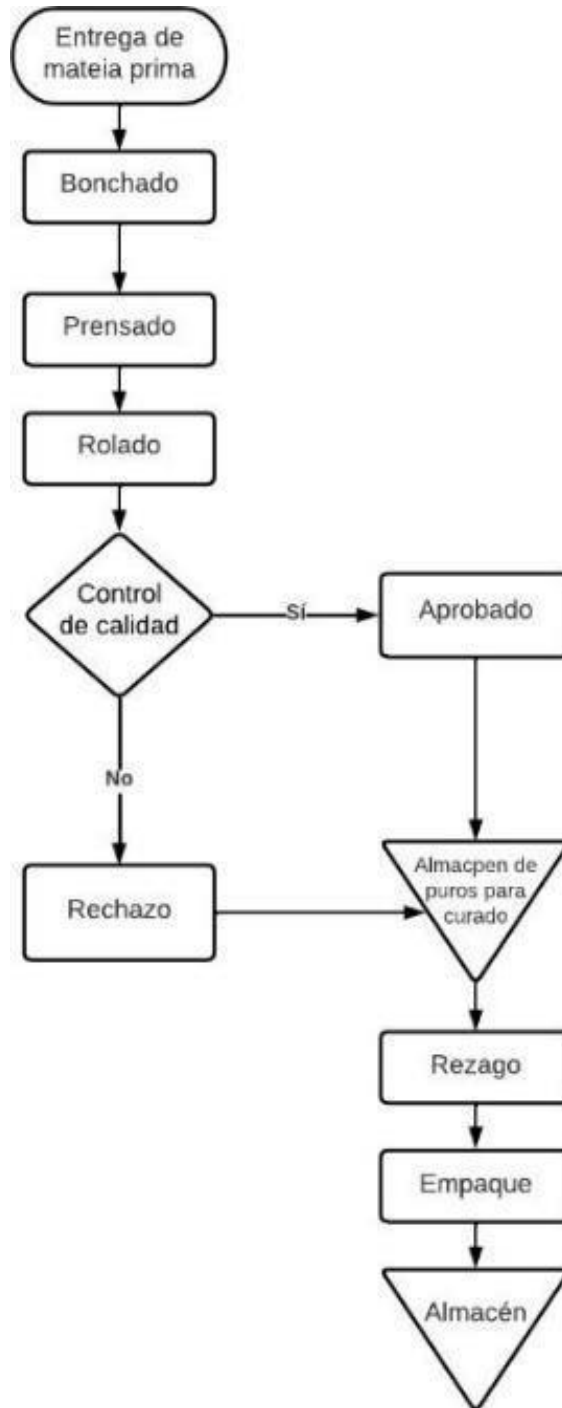 Entrega de
mateia prima
Bonchado
Prensado
Rolado
Control
de calidad
Sí
Aprobado
No
Rechazo
Almacpen de
puros para
curado
Rezago
Empaque
Almacén